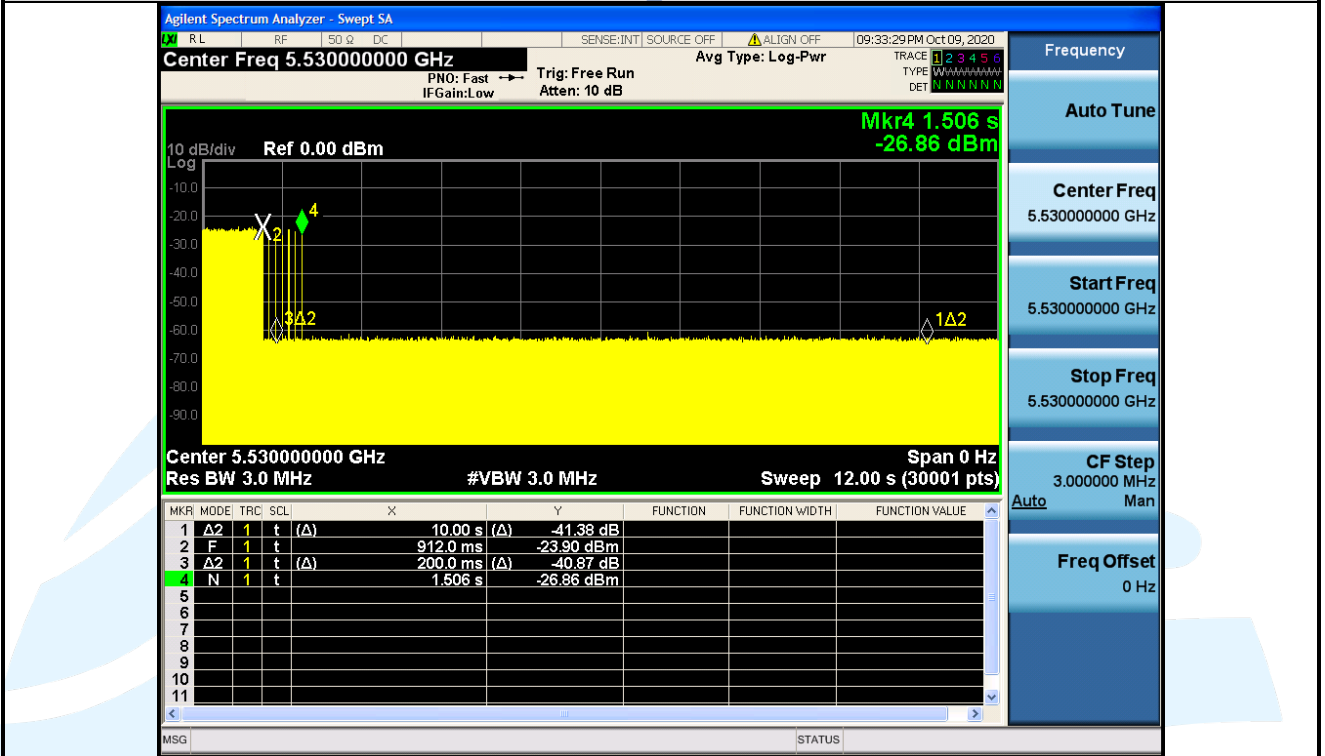 Agilent Spectrum Analyzer - Swept SA
LXI RL RF 50 Ω DC SENSE:INT SOURCE OFF ALIGN OFF 09:33:29 PM Oct 09, 2020
Center Freq 5.530000000 GHz
PNO: Fast
IFGain:Low
Trig: Free Run
Atten: 10 dB
Avg Type: Log-Pwr
TRACE 1 2 3 4 5 6
TYPE WWWWWW
DET N N N N N N
Mkr4 1.506 s
-26.86 dBm
10 dB/div Ref 0.00 dBm
Log
-10.0
-20.0
-30.0
-40.0
-50.0
-60.0
-70.0
-80.0
-90.0
4
X2
3Δ2
1Δ2
Center 5.530000000 GHz Span 0 Hz
Res BW 3.0 MHz #VBW 3.0 MHz Sweep 12.00 s (30001 pts)
MKR MODE TRC SCL X Y FUNCTION FUNCTION WIDTH FUNCTION VALUE
1 Δ2 1 t (Δ) 10.00 s (Δ) -41.38 dB
2 F 1 t 912.0 ms -23.90 dBm
3 Δ2 1 t (Δ) 200.0 ms (Δ) -40.87 dB
4 N 1 t 1.506 s -26.86 dBm
5
6
7
8
9
10
11
MSG STATUS
Frequency
Auto Tune
Center Freq
5.530000000 GHz
Start Freq
5.530000000 GHz
Stop Freq
5.530000000 GHz
CF Step
3.000000 MHz
Auto Man
Freq Offset
0 Hz